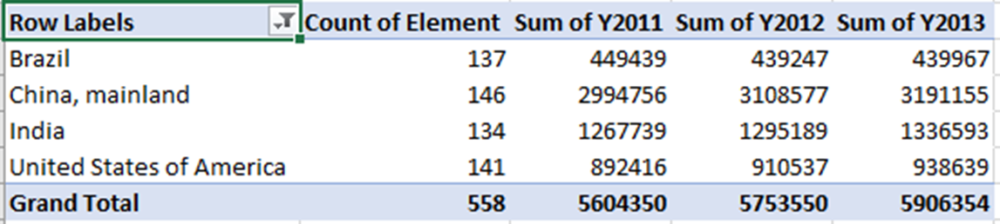 Row Labels Count of Element Sum of Y2011 Sum of Y2012 Sum of Y2013
Brazil 137 449439 439247 439967
China, mainland 146 2994756 3108577 3191155
India 134 1267739 1295189 1336593
United States of America 141 892416 910537 938639
Grand Total 558 5604350 5753550 5906354